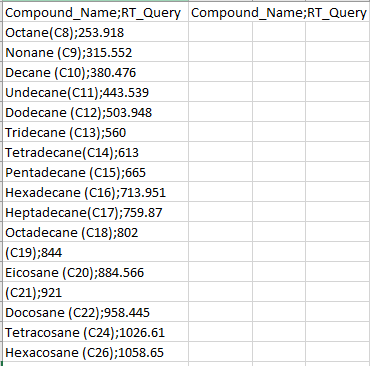 Compound_Name;RT_Query Compound_Name;RT_Query
Octane(C8);253.918
Nonane (C9);315.552
Decane (C10);380.476
Undecane(C11);443.539
Dodecane (C12);503.948
Tridecane (C13);560
Tetradecane(C14);613
Pentadecane (C15);665
Hexadecane (C16);713.951
Heptadecane(C17);759.87
Octadecane (C18);802
(C19);844
Eicosane (C20);884.566
(C21);921
Docosane (C22);958.445
Tetracosane (C24);1026.61
Hexacosane (C26);1058.65